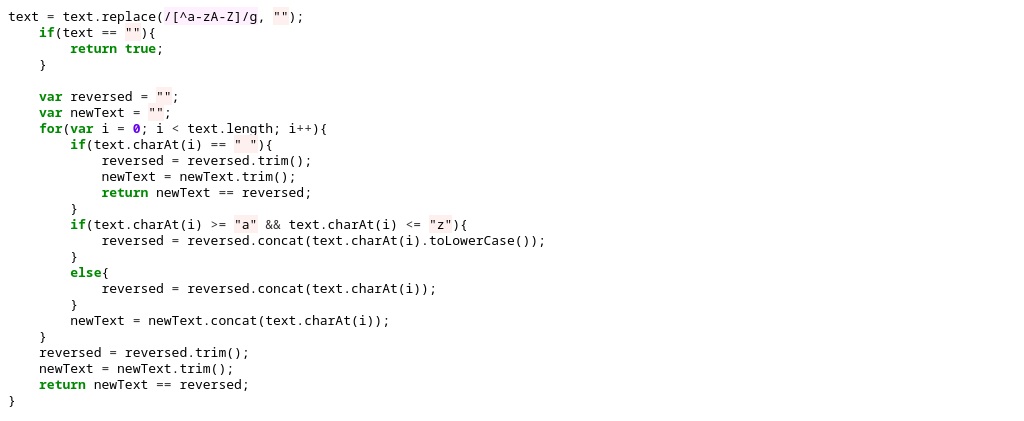 text = text.replace(/[^a-zA-Z]/g, "");
    if(text == ""){
        return true;
    }

    var reversed = "";
    var newText = "";
    for(var i = 0; i < text.length; i++){
        if(text.charAt(i) == " "){
            reversed = reversed.trim();
            newText = newText.trim();
            return newText == reversed;
        }
        if(text.charAt(i) >= "a" && text.charAt(i) <= "z"){
            reversed = reversed.concat(text.charAt(i).toLowerCase());
        }
        else{
            reversed = reversed.concat(text.charAt(i));
        }
        newText = newText.concat(text.charAt(i));
    }
    reversed = reversed.trim();
    newText = newText.trim();
    return newText == reversed;
}